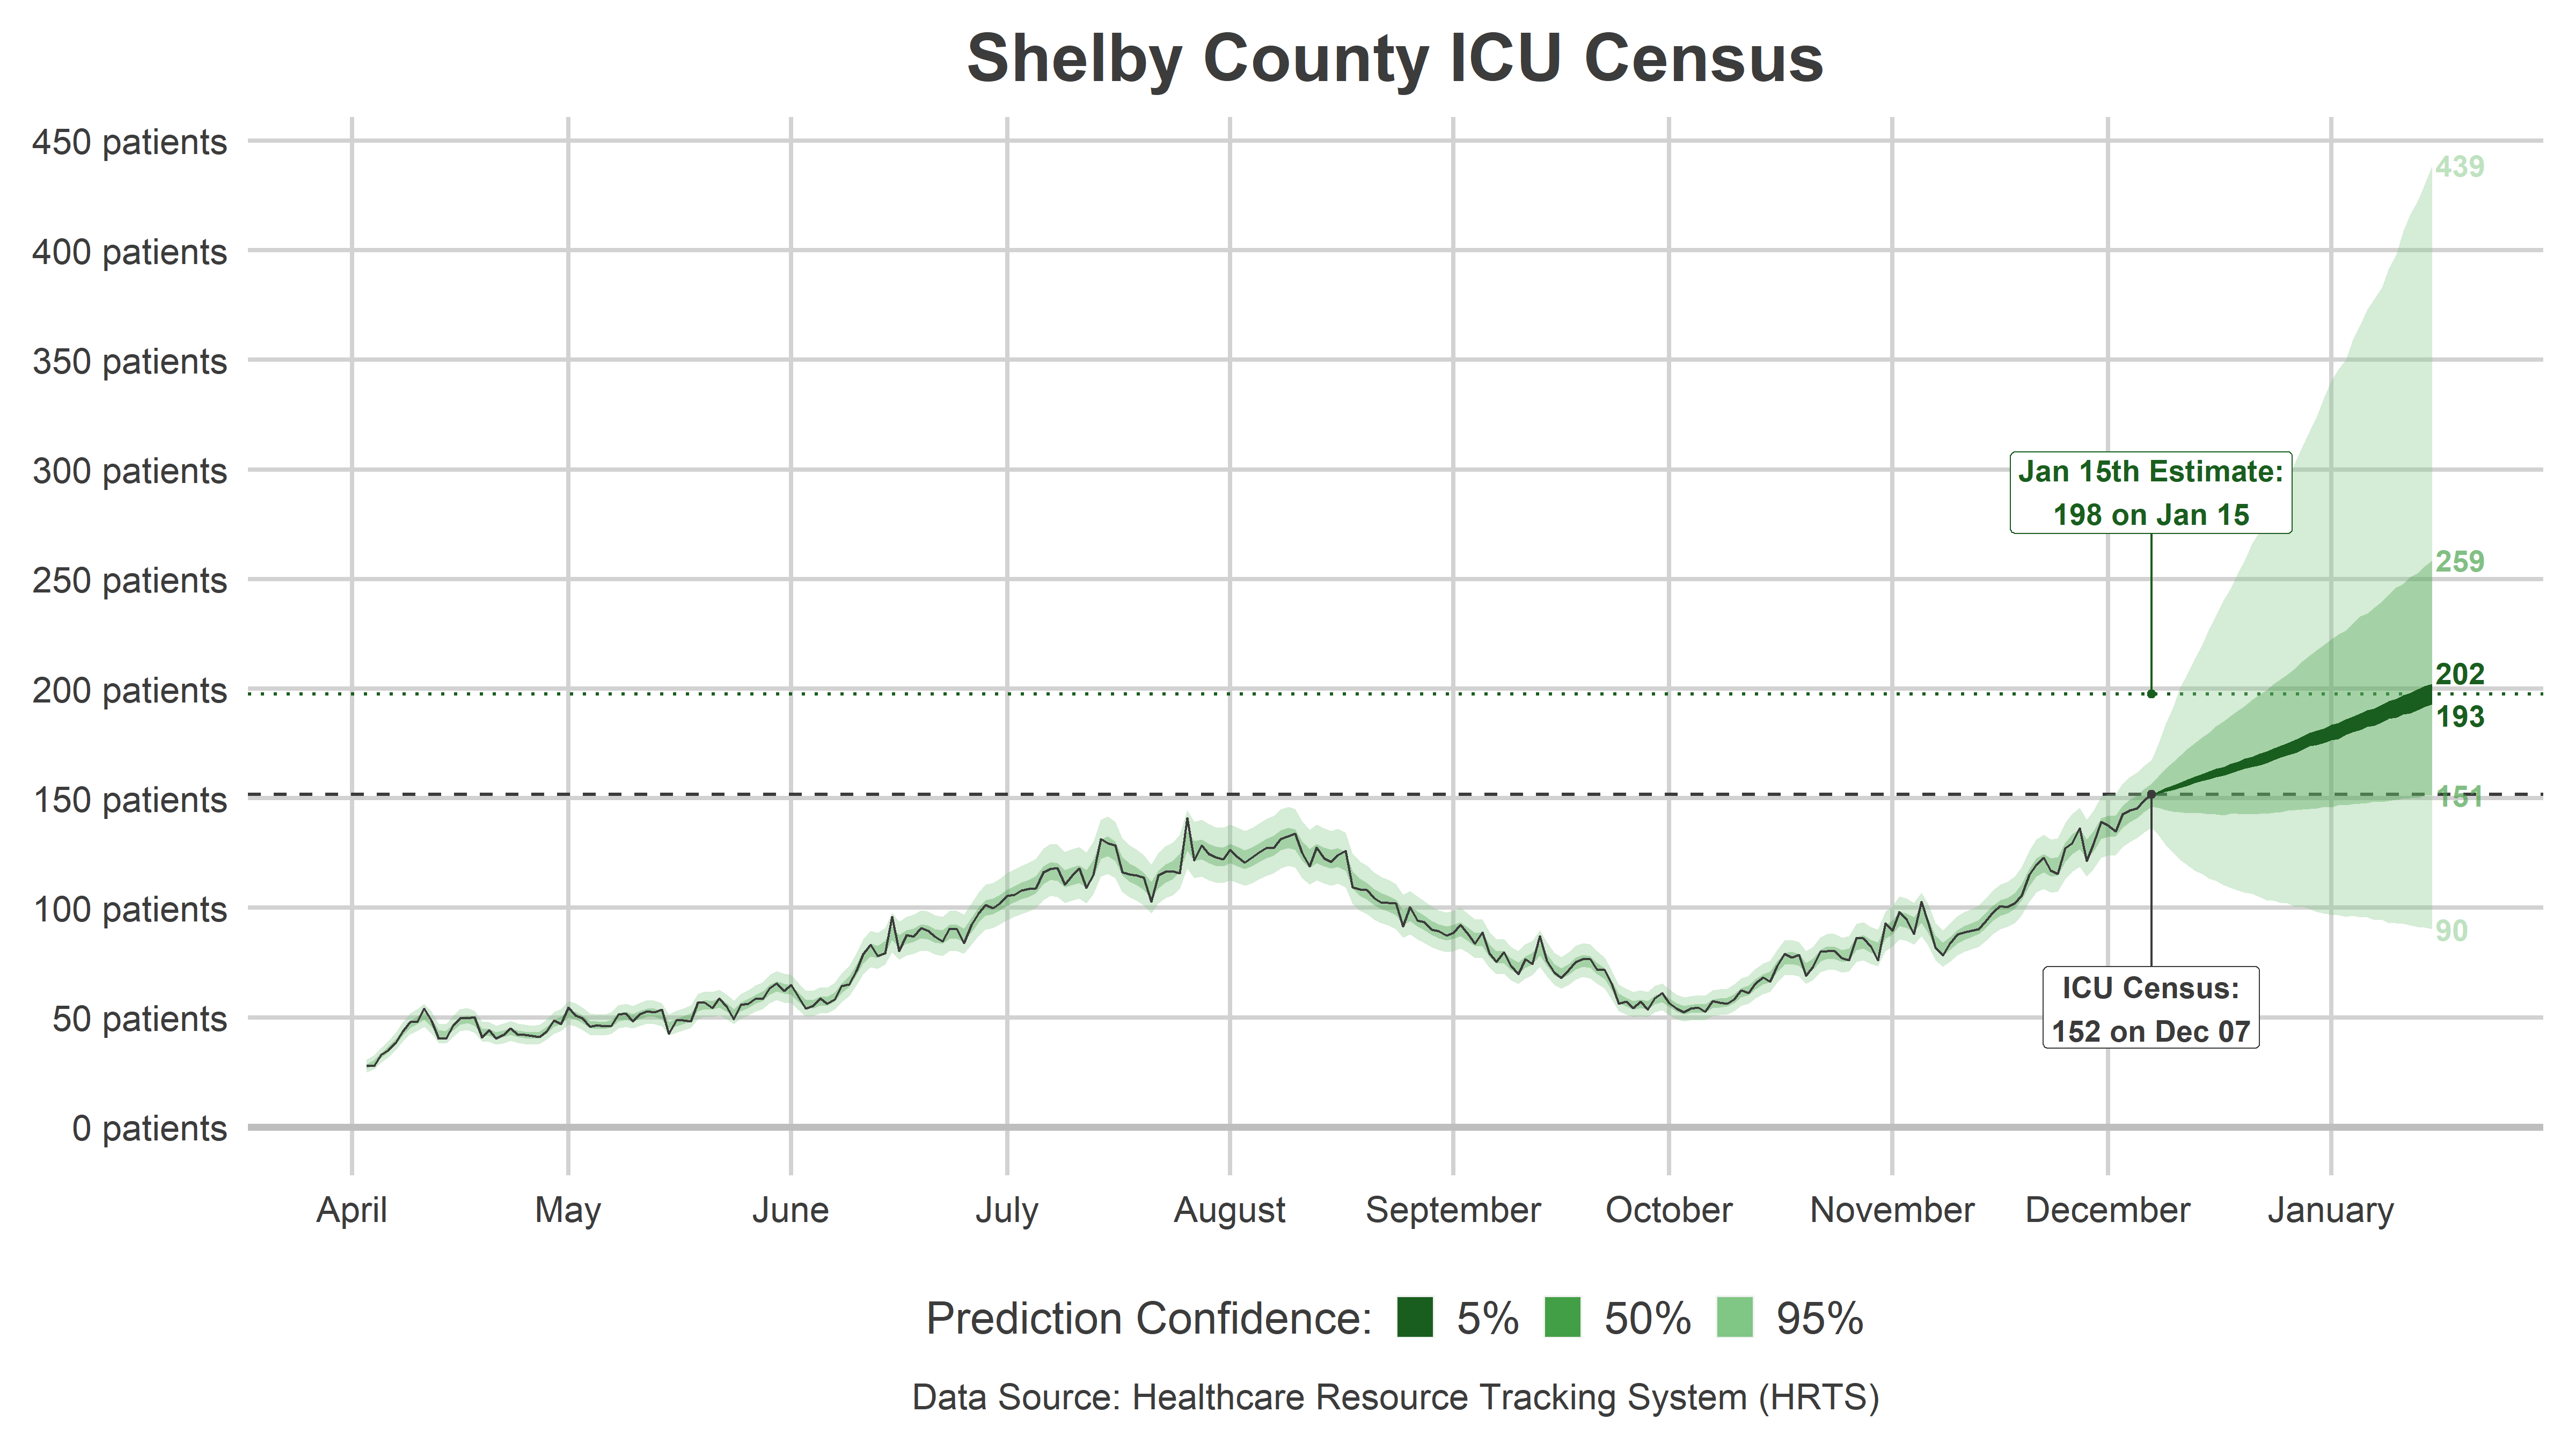 Shelby County ICU Census
450 patients
400 patients
350 patients
300 patients
250 patients
200 patients
150 patients
100 patients
50 patients
0 patients
439
259
202
193
151
90
Jan 15th Estimate:
198 on Jan 15
ICU Census:
152 on Dec 07
April May June July August September October November December January
Prediction Confidence: 5% 50% 95%
Data Source: Healthcare Resource Tracking System (HRTS)